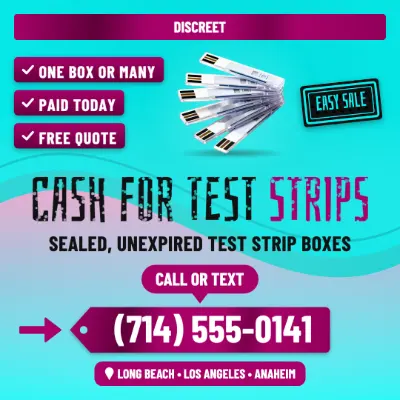 DISCREET
ONE BOX OR MANY
PAID TODAY
FREE QUOTE
EASY SALE
CASH FOR TEST STRIPS
SEALED, UNEXPIRED TEST STRIP BOXES
CALL OR TEXT
(714) 555-0141
LONG BEACH • LOS ANGELES • ANAHEIM